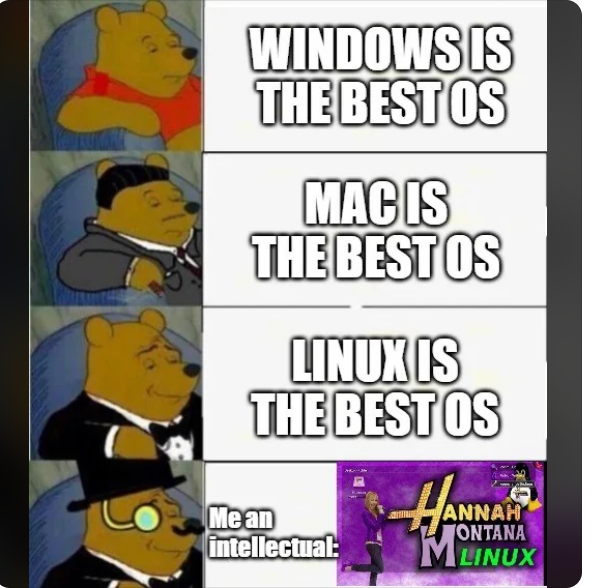 WINDOWS IS
THE BEST OS
MAC IS
THE BEST OS
LINUX IS
THE BEST OS
Me an
intellectual:
HANNAH
MONTANA
LINUX